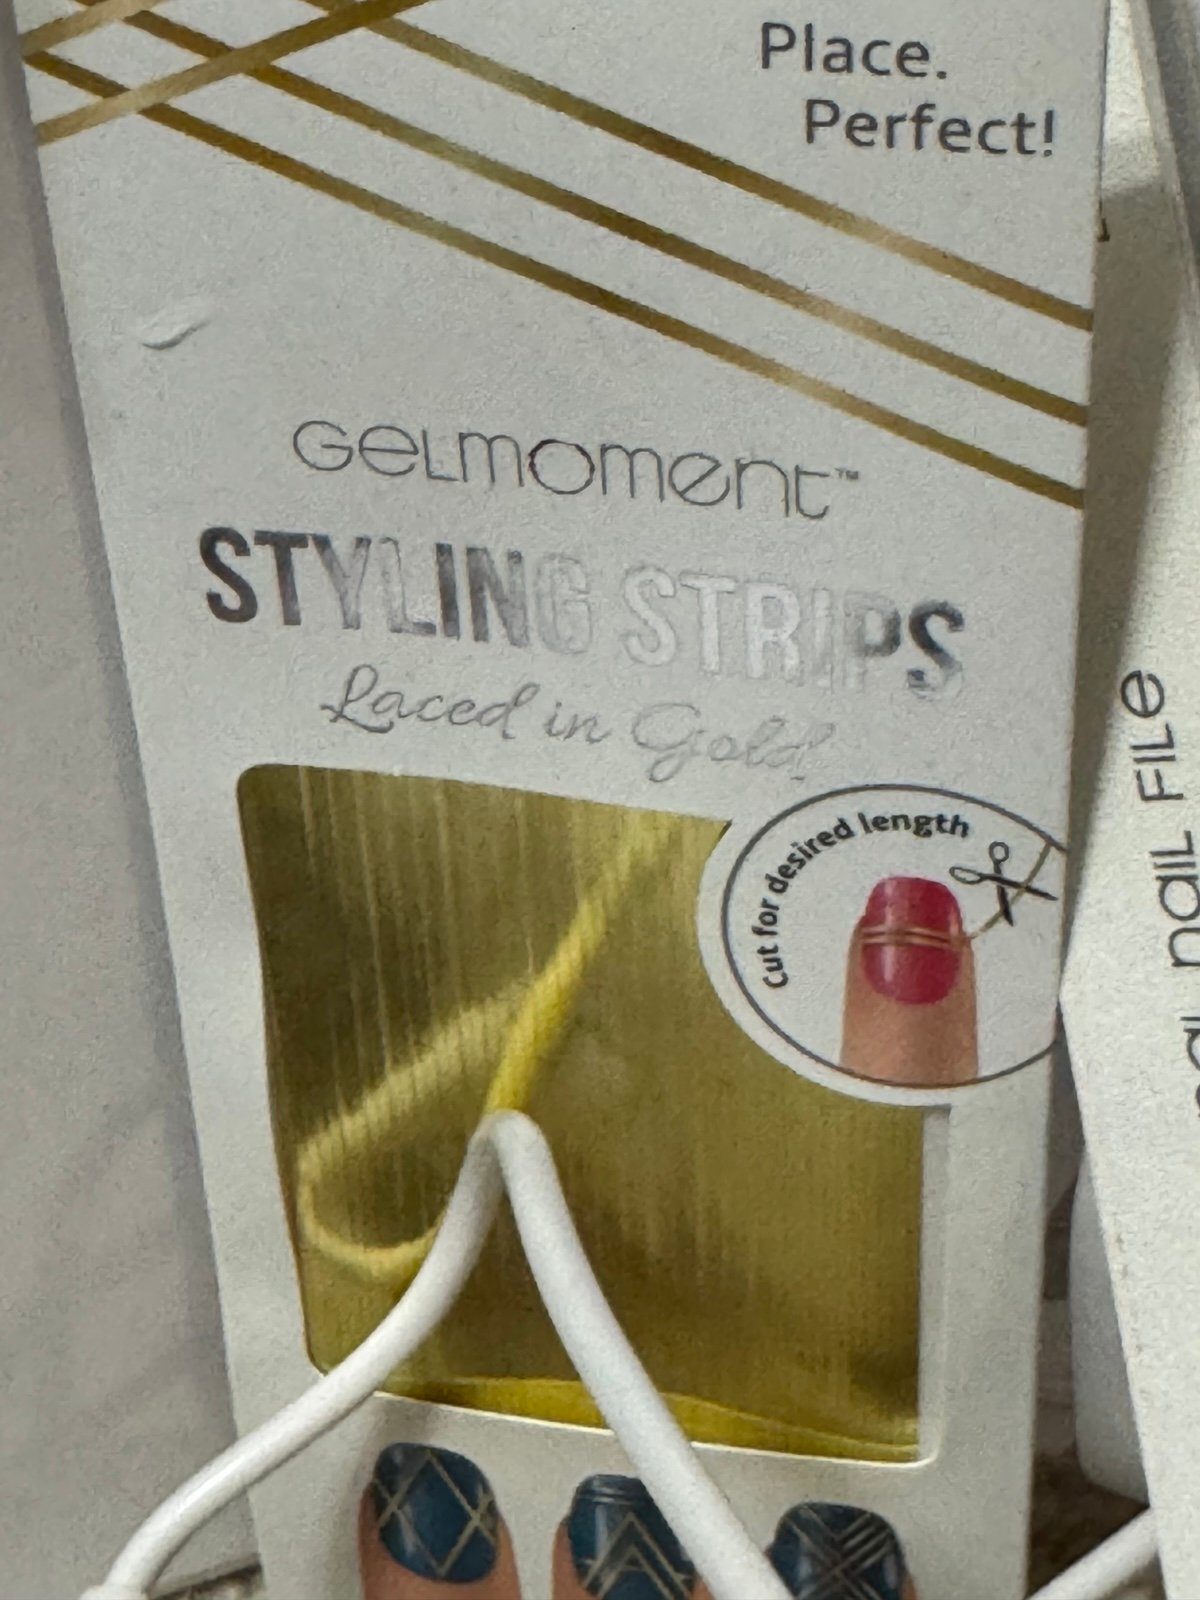 Place.
Perfect!
GELMOMENT™
STYLING STRIPS
Laced in Gold
Cut for desired length
NAIL FILE